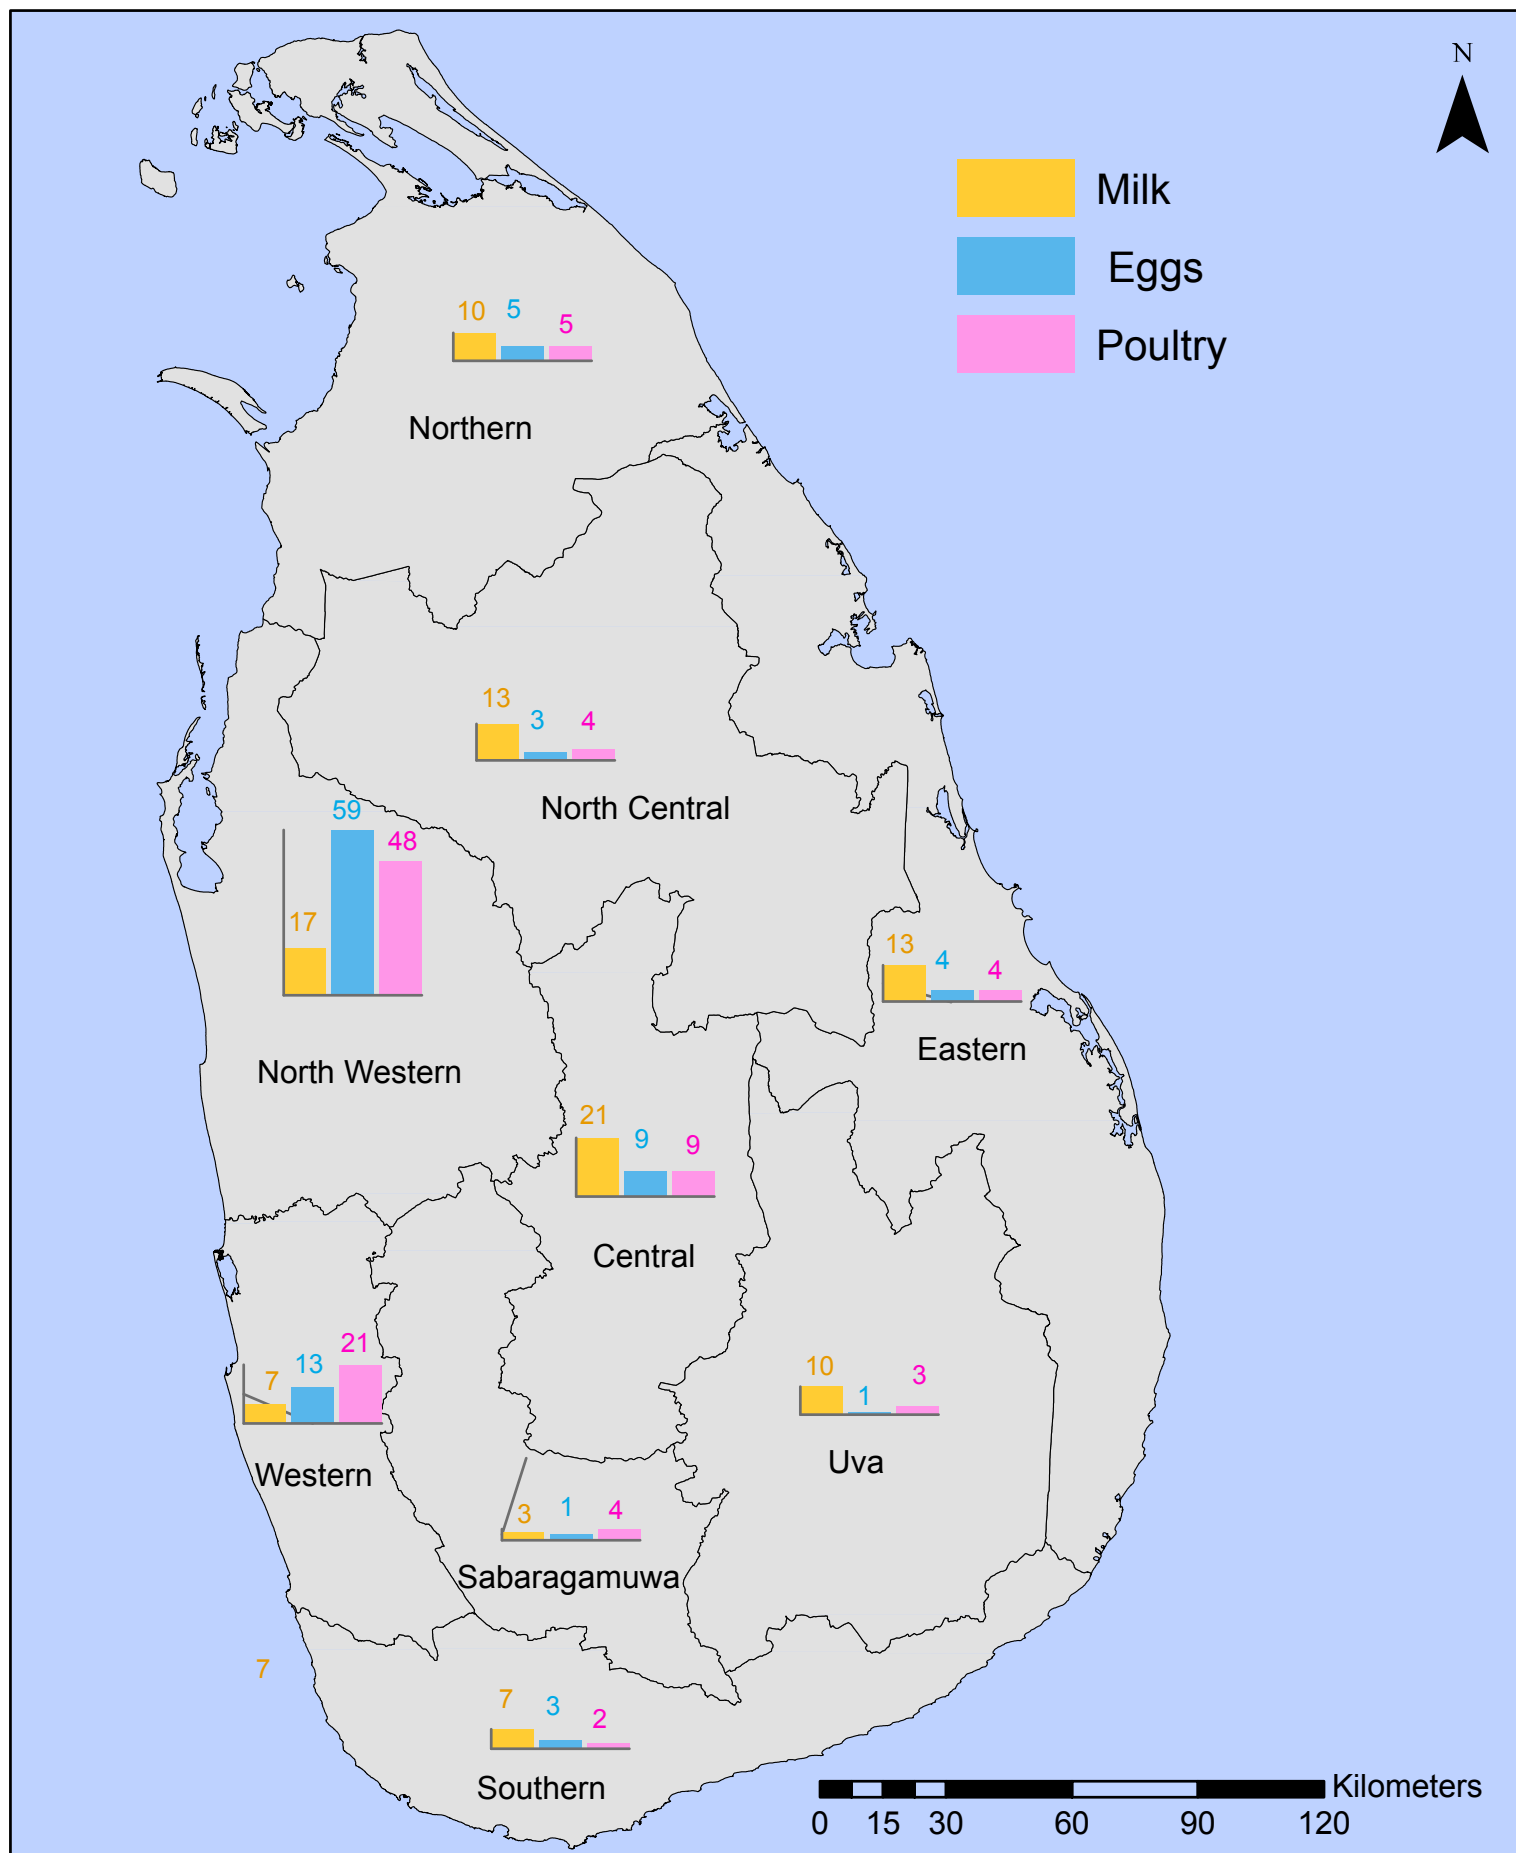 N
Milk
Eggs
Poultry
10 5 5
Northern
13 3 4
North Central
17 59 48
North Western
13 4 4
Eastern
21 9 9
Central
7 13 21
Western
10 1 3
Uva
3 1 4
Sabaragamuwa
7
7 3 2
Southern
Kilometers
0 15 30 60 90 120